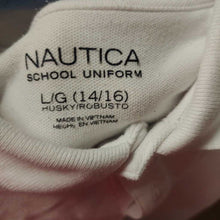 NAUTICA
SCHOOL UNIFORM
L/G (14/16)
HUSKY/ROBUSTO
MADE IN VIETNAM
HECHO EN VIETNAM